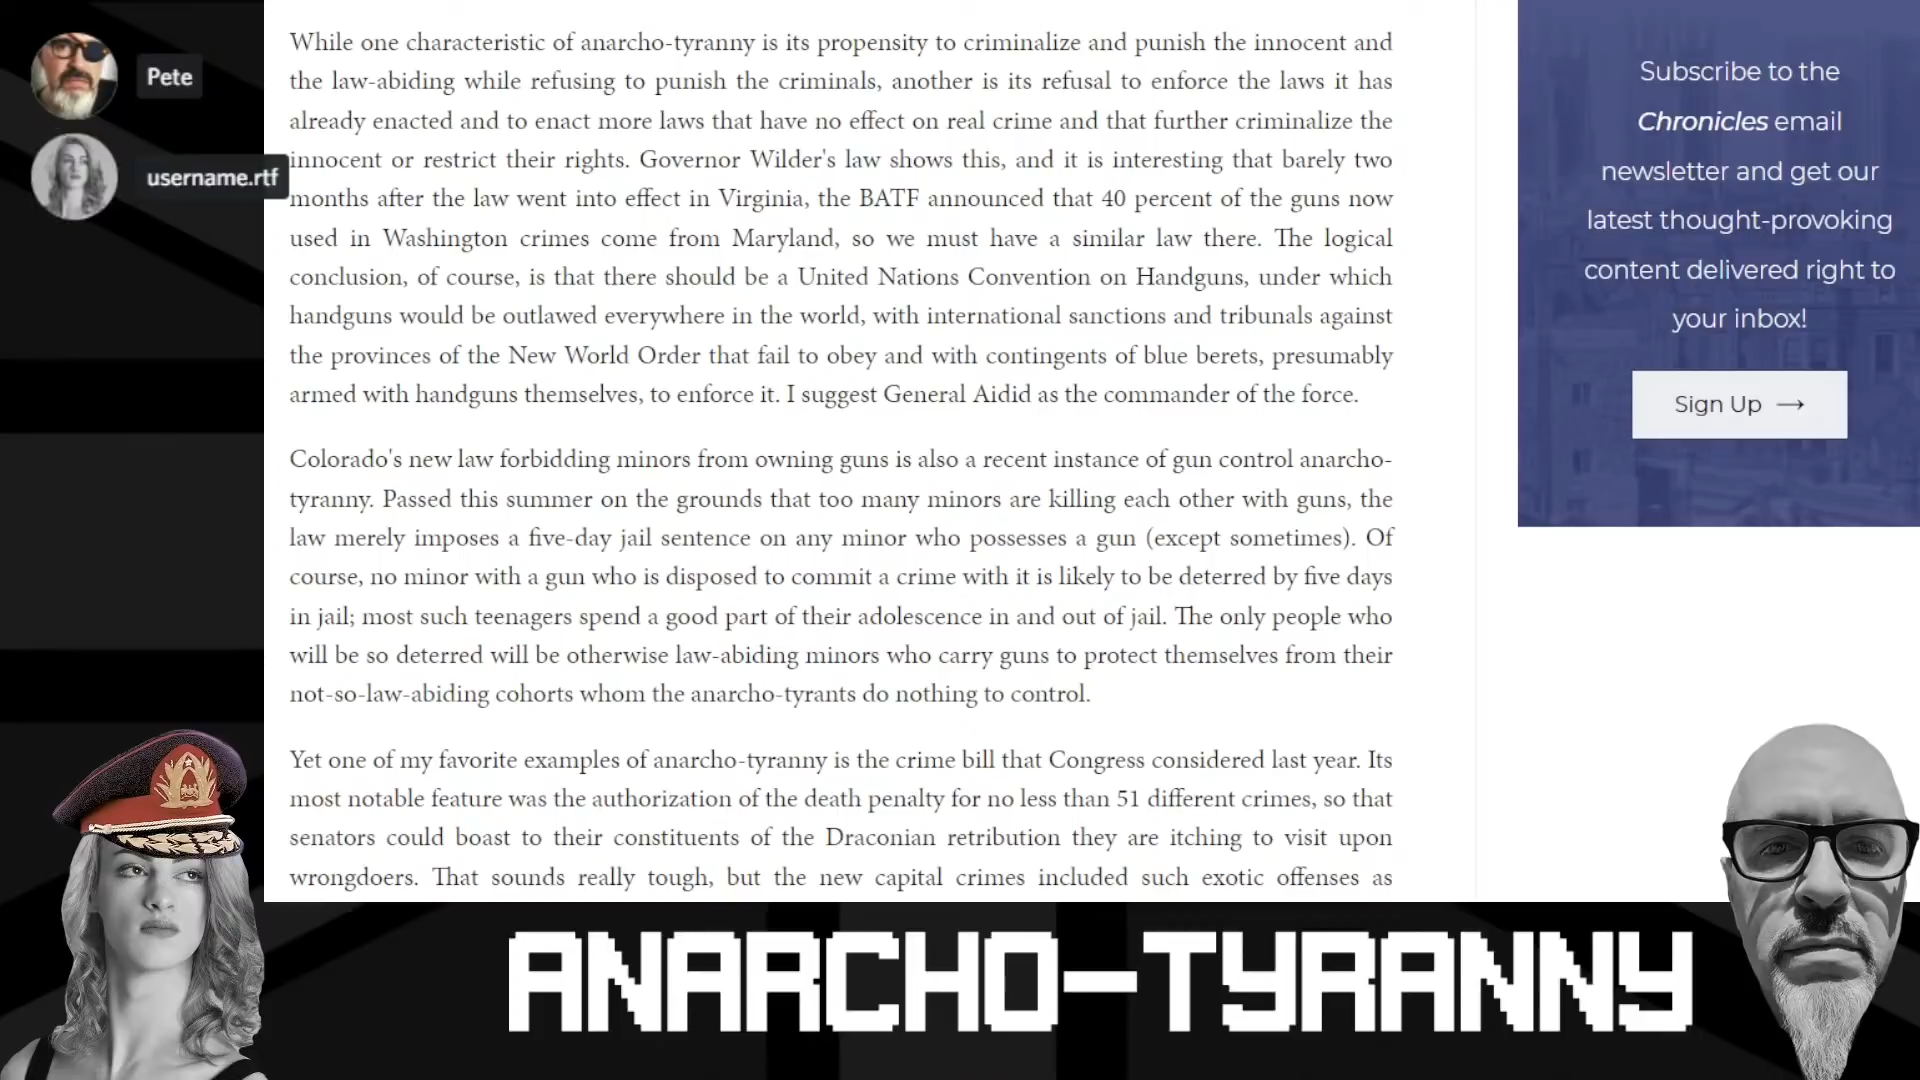 Pete
username.rtf
While one characteristic of anarcho-tyranny is its propensity to criminalize and punish the innocent and
the law-abiding while refusing to punish the criminals, another is its refusal to enforce the laws it has
already enacted and to enact more laws that have no effect on real crime and that further criminalize the
innocent or restrict their rights. Governor Wilder's law shows this, and it is interesting that barely two
months after the law went into effect in Virginia, the BATF announced that 40 percent of the guns now
used in Washington crimes come from Maryland, so we must have a similar law there. The logical
conclusion, of course, is that there should be a United Nations Convention on Handguns, under which
handguns would be outlawed everywhere in the world, with international sanctions and tribunals against
the provinces of the New World Order that fail to obey and with contingents of blue berets, presumably
armed with handguns themselves, to enforce it. I suggest General Aidid as the commander of the force.
Colorado's new law forbidding minors from owning guns is also a recent instance of gun control anarcho-
tyranny. Passed this summer on the grounds that too many minors are killing each other with guns, the
law merely imposes a five-day jail sentence on any minor who possesses a gun (except sometimes). Of
course, no minor with a gun who is disposed to commit a crime with it is likely to be deterred by five days
in jail; most such teenagers spend a good part of their adolescence in and out of jail. The only people who
will be so deterred will be otherwise law-abiding minors who carry guns to protect themselves from their
not-so-law-abiding cohorts whom the anarcho-tyrants do nothing to control.
Yet one of my favorite examples of anarcho-tyranny is the crime bill that Congress considered last year. Its
most notable feature was the authorization of the death penalty for no less than 51 different crimes, so that
senators could boast to their constituents of the Draconian retribution they are itching to visit upon
wrongdoers. That sounds really tough, but the new capital crimes included such exotic offenses as
Subscribe to the
Chronicles email
newsletter and get our
latest thought-provoking
content delivered right to
your inbox!
Sign Up →
ANARCHO-TYRANNY